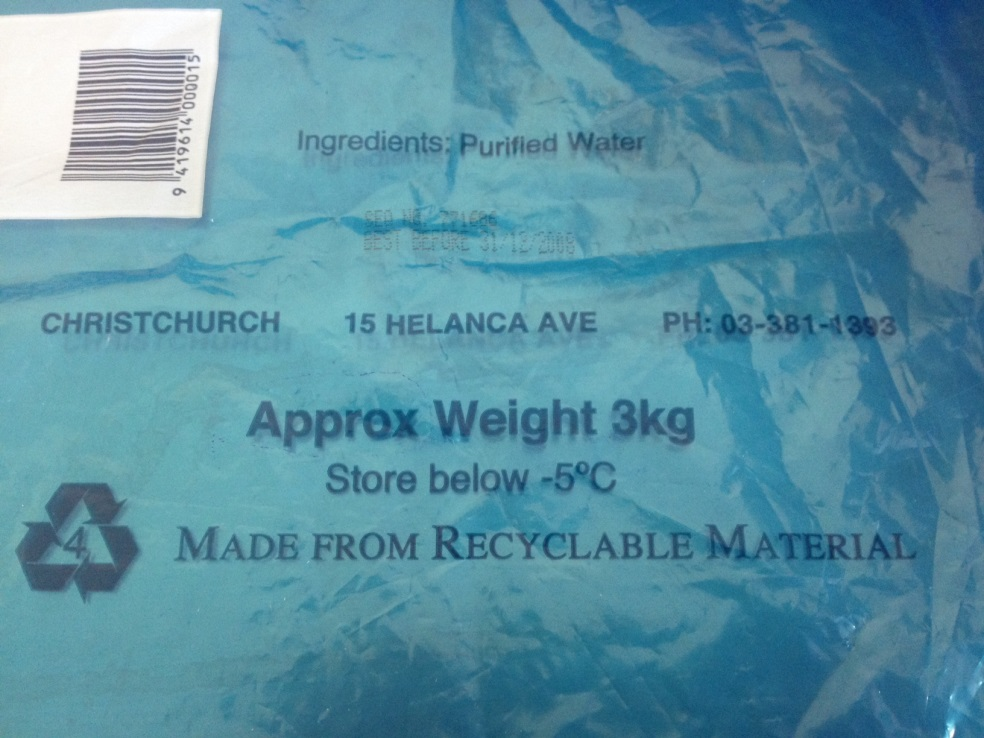 9 419614 000015
Ingredients: Purified Water
SEQ NO.
BEST BEFORE 31/12/2008
CHRISTCHURCH 15 HELANCA AVE PH: 03-381-1393
Approx Weight 3kg
Store below -5°C
4
MADE FROM RECYCLABLE MATERIAL